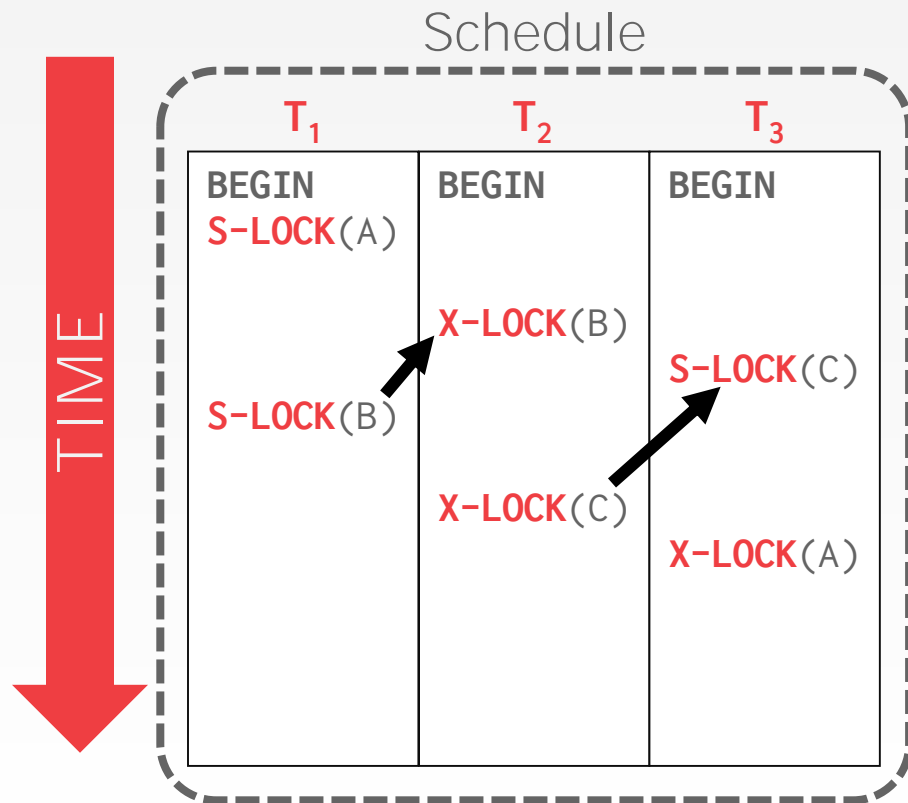 Schedule
TIME
T₁ T₂ T₃
BEGIN BEGIN BEGIN
S-LOCK(A)
X-LOCK(B)
S-LOCK(C)
S-LOCK(B)
X-LOCK(C)
X-LOCK(A)